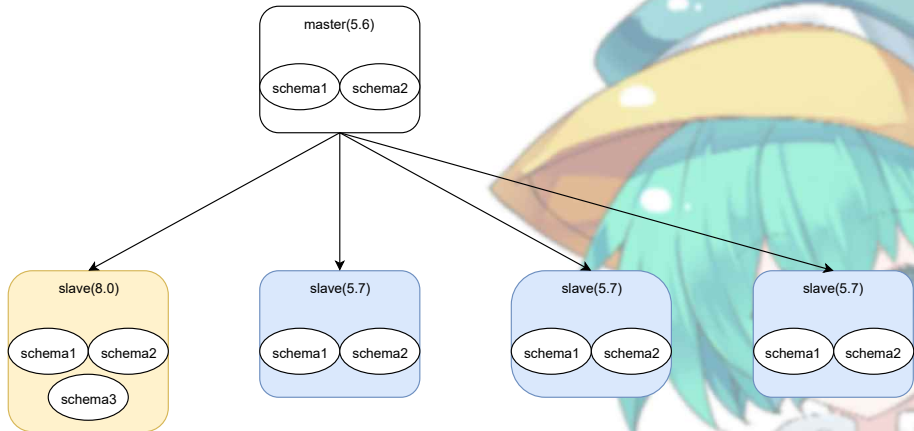 master(5.6)
schema1 schema2
slave(8.0) slave(5.7) slave(5.7) slave(5.7)
schema1 schema2 schema1 schema2 schema1 schema2 schema1 schema2
schema3